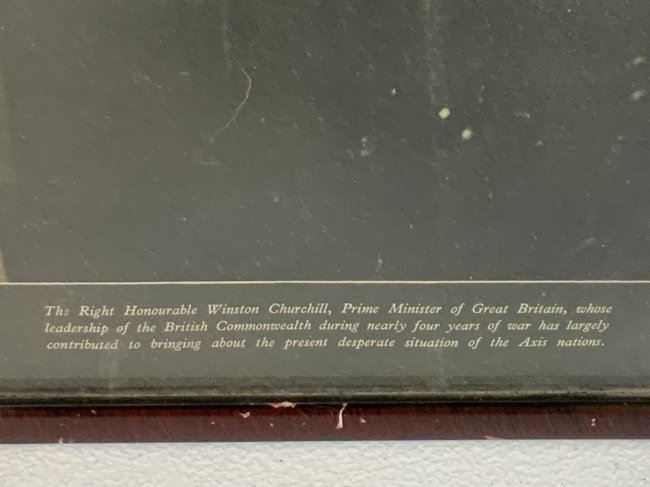 The Right Honourable Winston Churchill, Prime Minister of Great Britain, whose
leadership of the British Commonwealth during nearly four years of war has largely
contributed to bringing about the present desperate situation of the Axis nations.